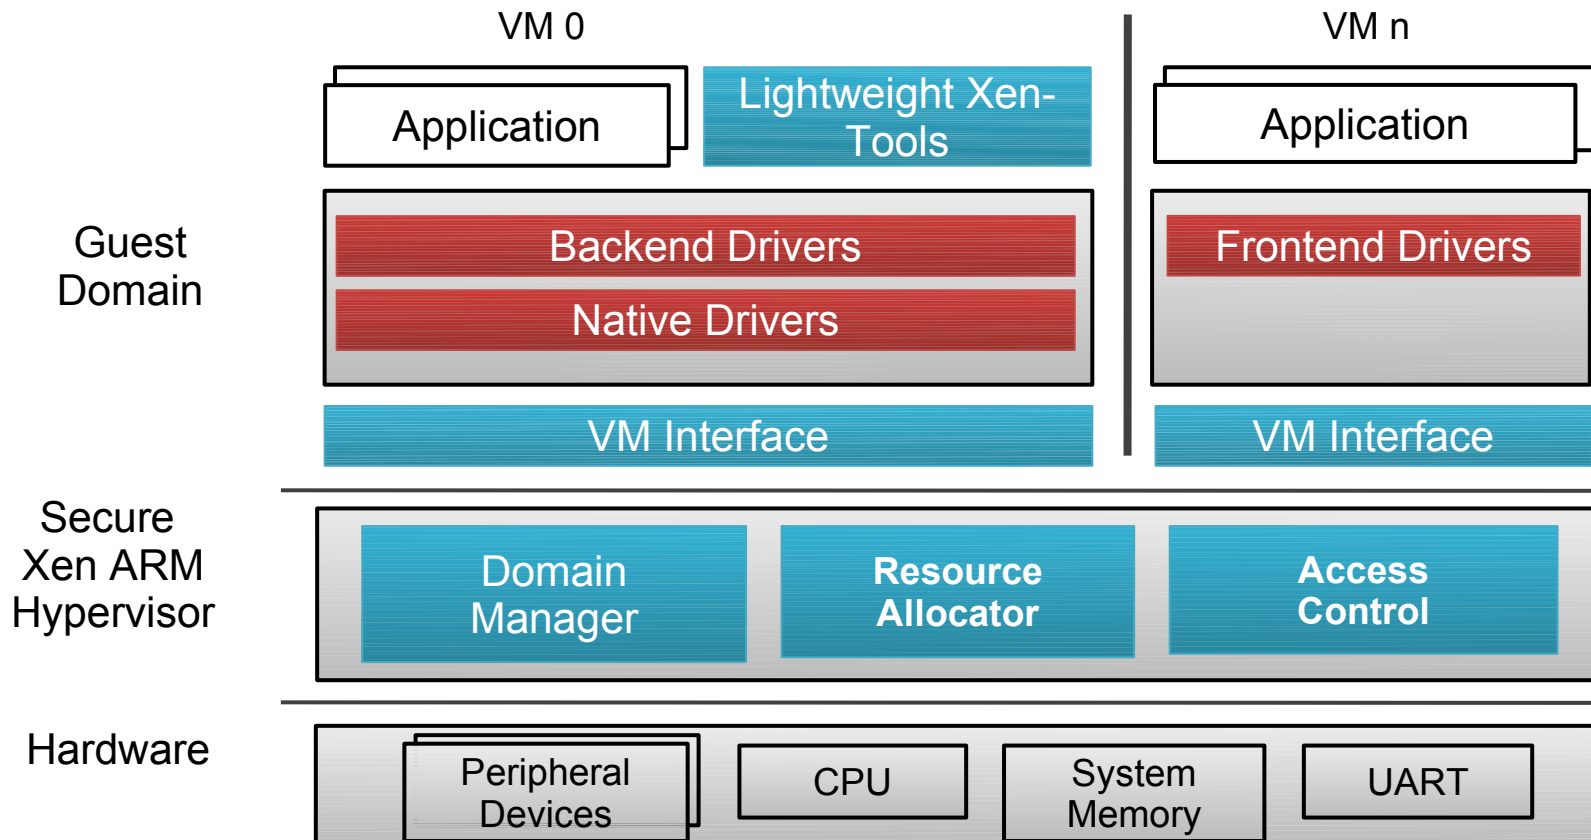 VM 0
VM n
Application
Lightweight Xen-
Tools
Application
Guest
Domain
Backend Drivers
Native Drivers
Frontend Drivers
VM Interface
VM Interface
Secure
Xen ARM
Hypervisor
Domain
Manager
Resource
Allocator
Access
Control
Hardware
Peripheral
Devices
CPU
System
Memory
UART